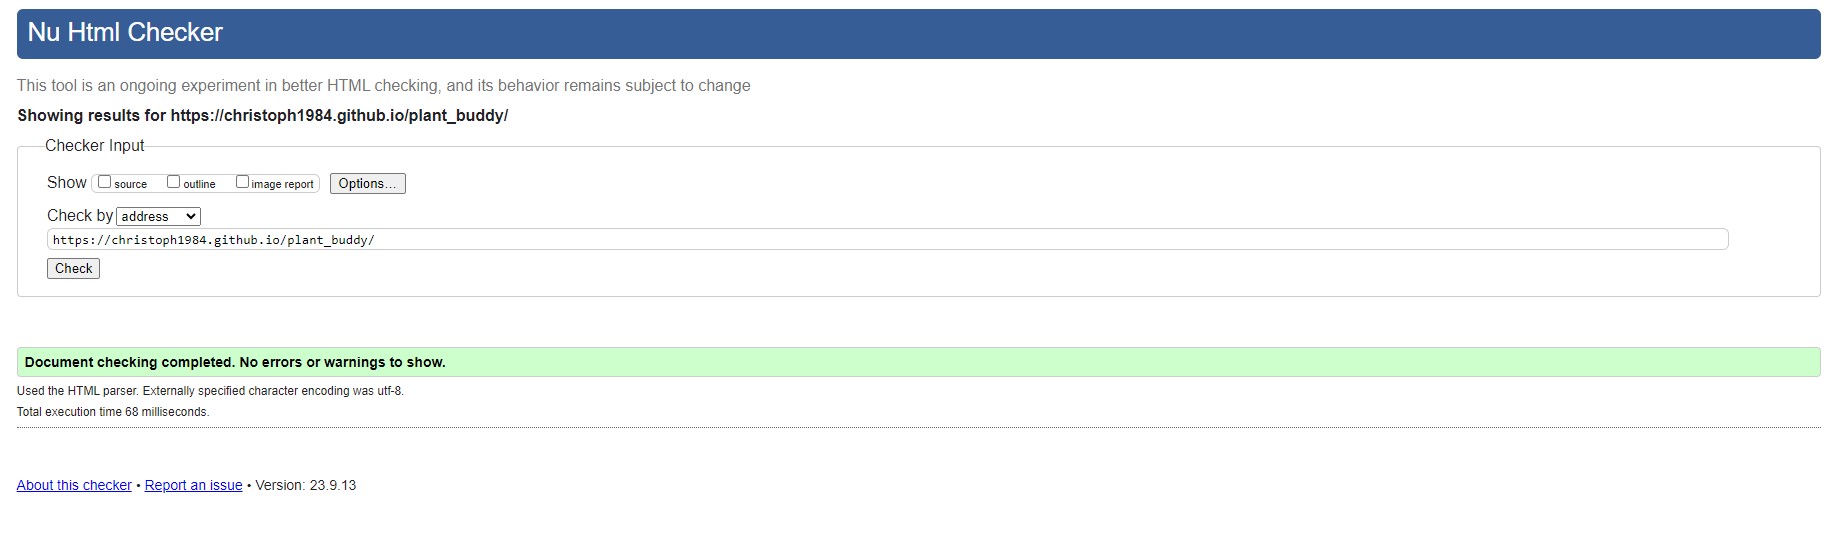 Nu Html Checker
This tool is an ongoing experiment in better HTML checking, and its behavior remains subject to change
Showing results for https://christoph1984.github.io/plant_buddy/
Checker Input
Show source outline image report Options...
Check by address
https://christoph1984.github.io/plant_buddy/
Check
Document checking completed. No errors or warnings to show.
Used the HTML parser. Externally specified character encoding was utf-8.
Total execution time 68 milliseconds.
About this checker • Report an issue • Version: 23.9.13